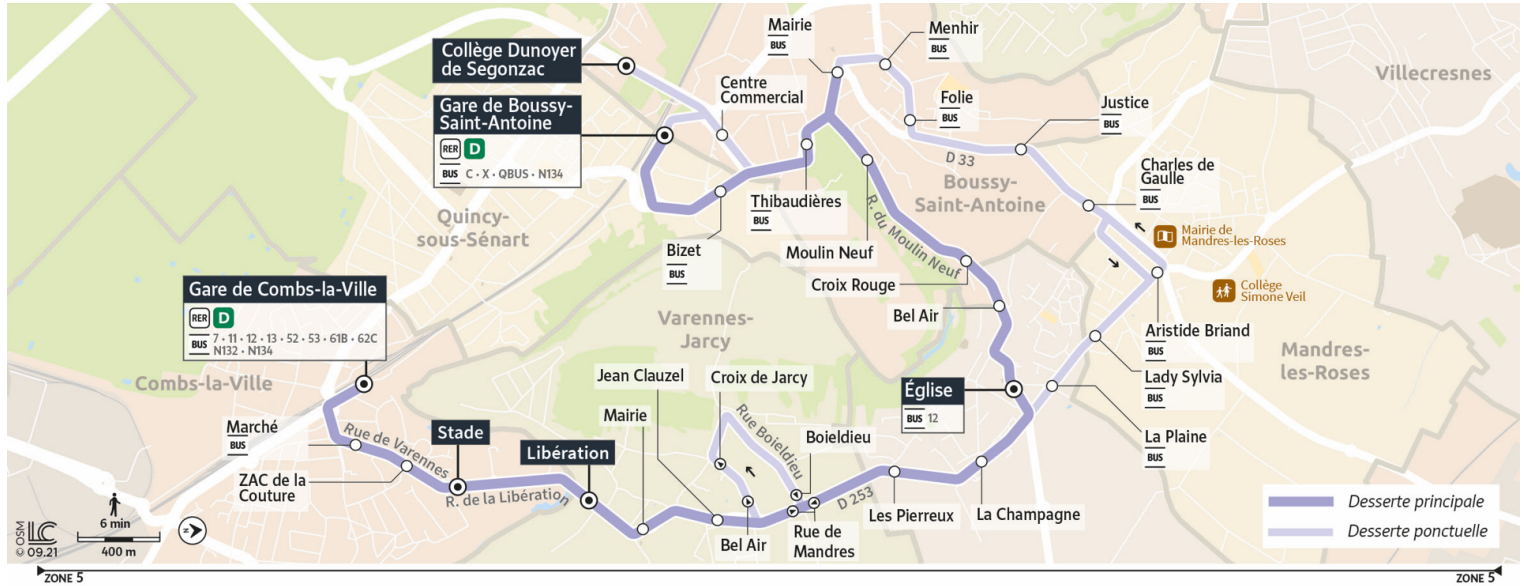 Collège Dunoyer
de Segonzac
Gare de Boussy-
Saint-Antoine
RER D
BUS C • X • QBUS • N134
Centre
Commercial
Mairie
BUS
Menhir
BUS
Folie
BUS
Justice
BUS
Villecresnes
D 33
Charles de
Gaulle
BUS
Boussy-
Saint-Antoine
Quincy-
sous-Sénart
Thibaudières
BUS
Bizet
BUS
R. du Moulin Neuf
Moulin Neuf
Croix Rouge
Bel Air
Mairie de
Mandres-les-Roses
Collège
Simone Veil
Aristide Briand
BUS
Lady Sylvia
BUS
La Plaine
BUS
Mandres-
les-Roses
Gare de Combs-la-Ville
RER D
BUS 7 • 11 • 12 • 13 • 52 • 53 • 61B • 62C
N132 • N134
Combs-la-Ville
Varennes-
Jarcy
Jean Clauzel
Croix de Jarcy
Église
BUS 12
Mairie
Rue Boieldieu
Boieldieu
Marché
BUS
Rue de Varennes
Stade
Libération
ZAC de la
Couture
R. de la Libération
D 253
Les Pierreux
La Champagne
Bel Air
Rue de
Mandres
Desserte principale
Desserte ponctuelle
© OSM
LC
09.21
6 min
400 m
N
ZONE 5
ZONE 5